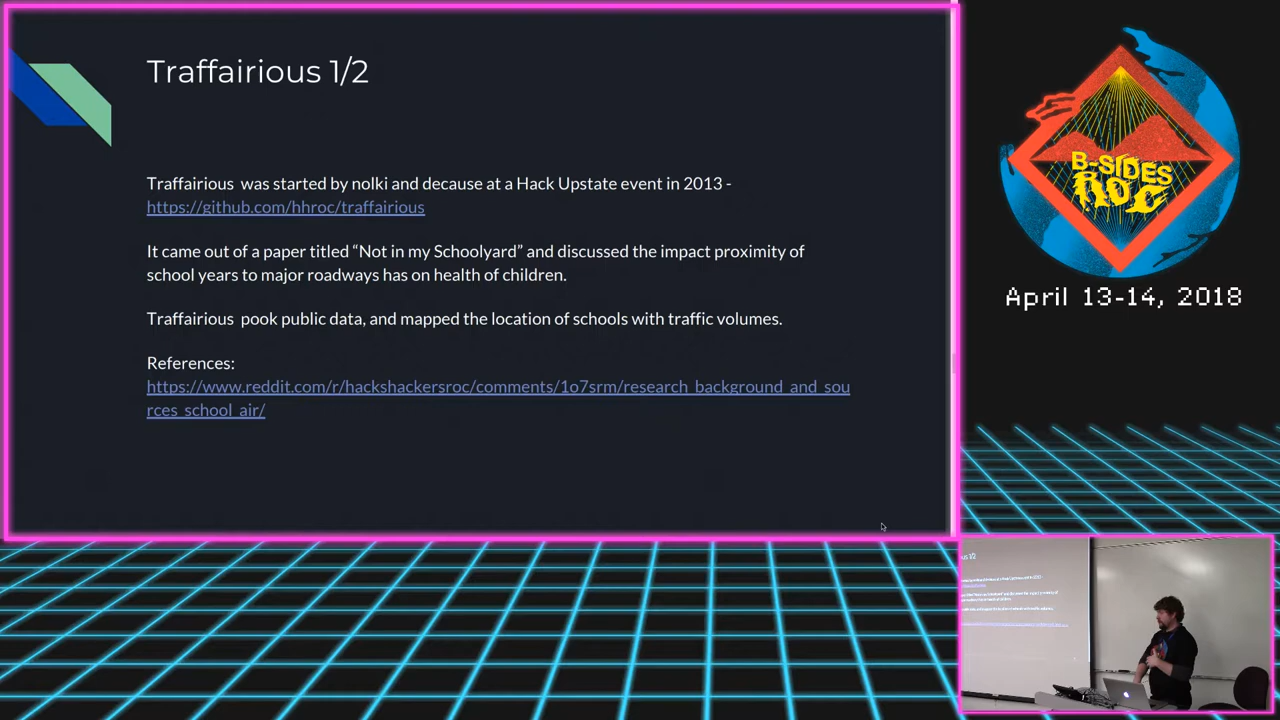 Traffairious 1/2
Traffairious was started by nolki and decause at a Hack Upstate event in 2013 -
https://github.com/hhroc/traffairious
It came out of a paper titled “Not in my Schoolyard” and discussed the impact proximity of
school years to major roadways has on health of children.
Traffairious pook public data, and mapped the location of schools with traffic volumes.
References:
https://www.reddit.com/r/hackshackersroc/comments/1o7srm/research_background_and_sou
rces_school_air/
B-SIDES
ROC
April 13-14, 2018